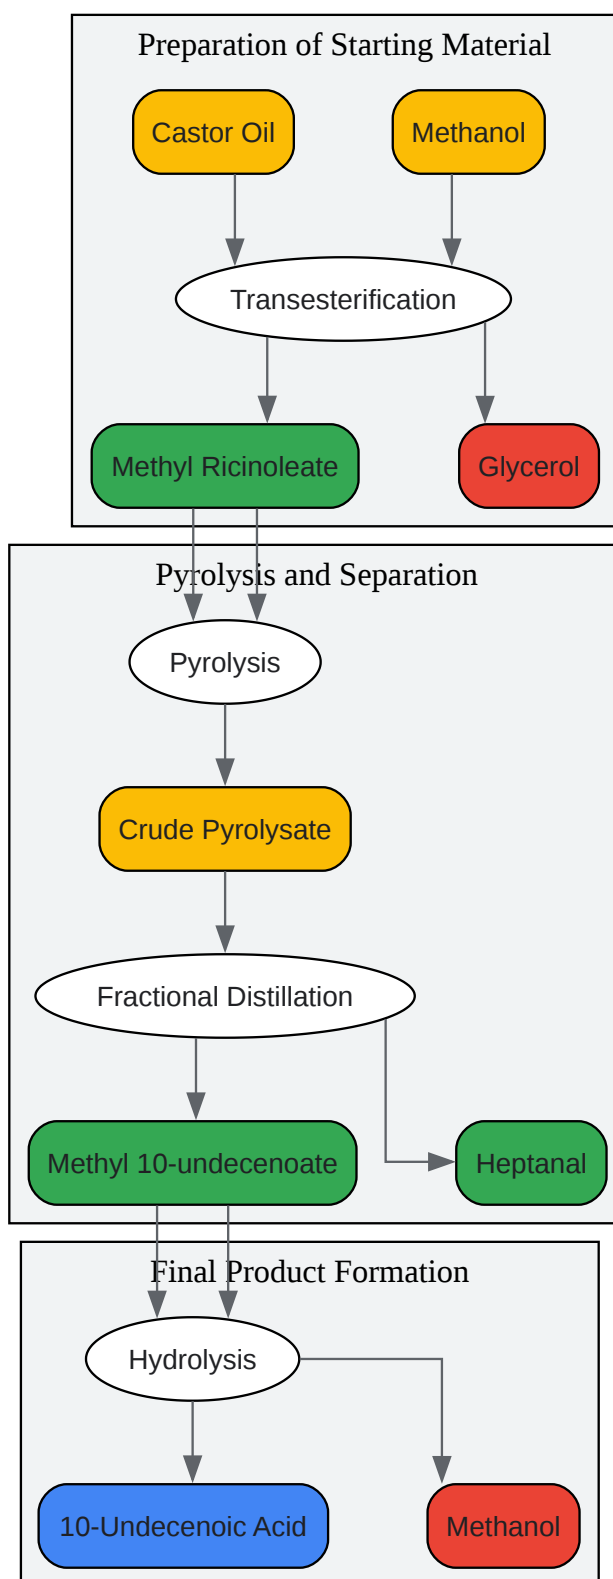 Preparation of Starting Material
Castor Oil
Methanol
Transesterification
Methyl Ricinoleate
Glycerol
Pyrolysis and Separation
Pyrolysis
Crude Pyrolysate
Fractional Distillation
Methyl 10-undecenoate
Heptanal
Final Product Formation
Hydrolysis
10-Undecenoic Acid
Methanol